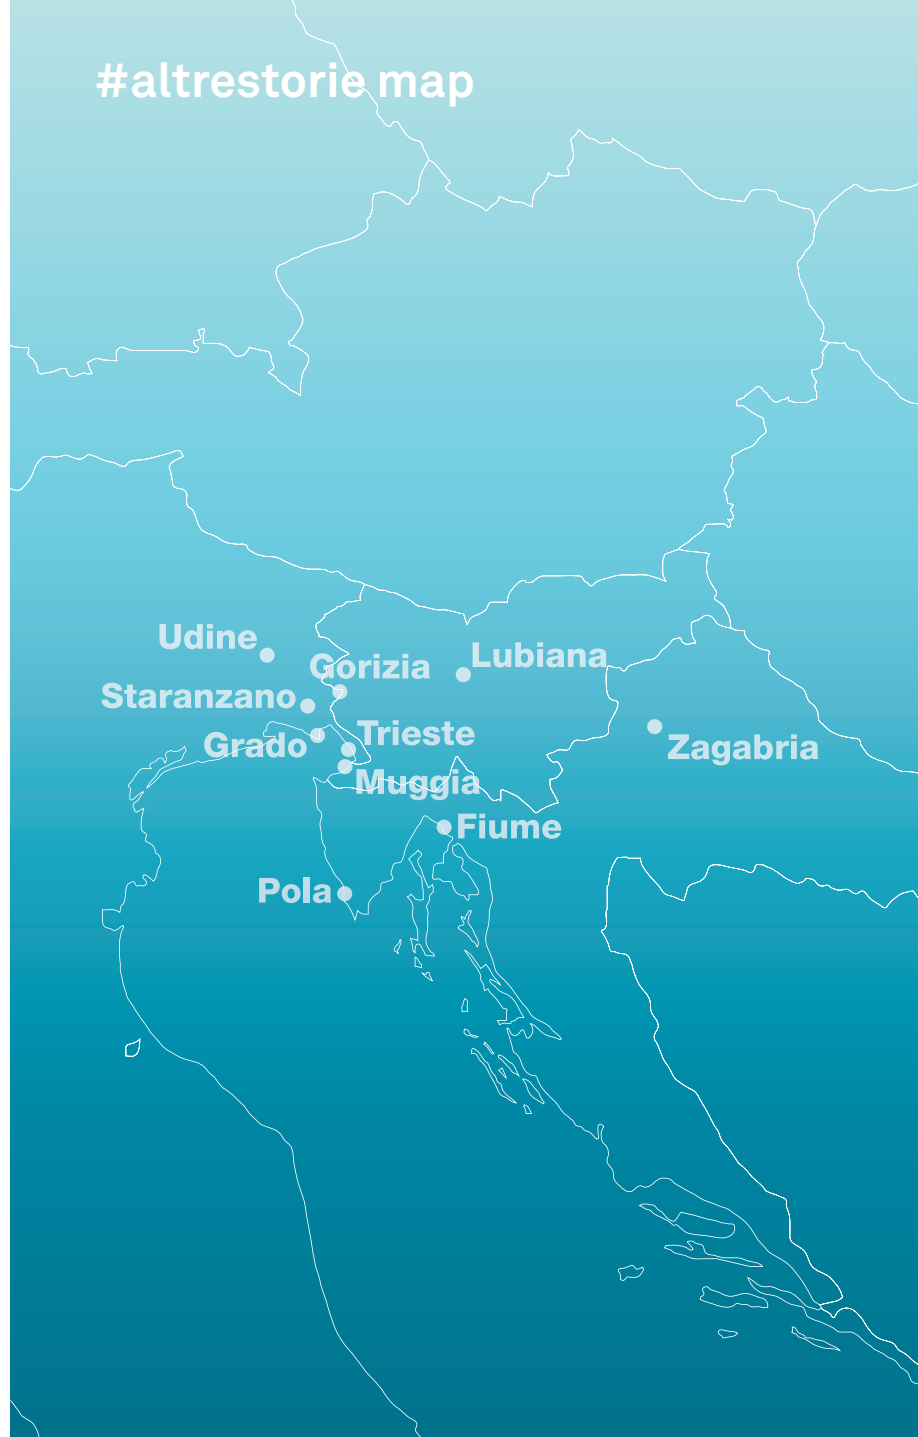 #altrestorie map
Udine
Lubiana
Gorizia
Staranzano
Trieste
Grado
Zagabria
Muggia
Fiume
Pola